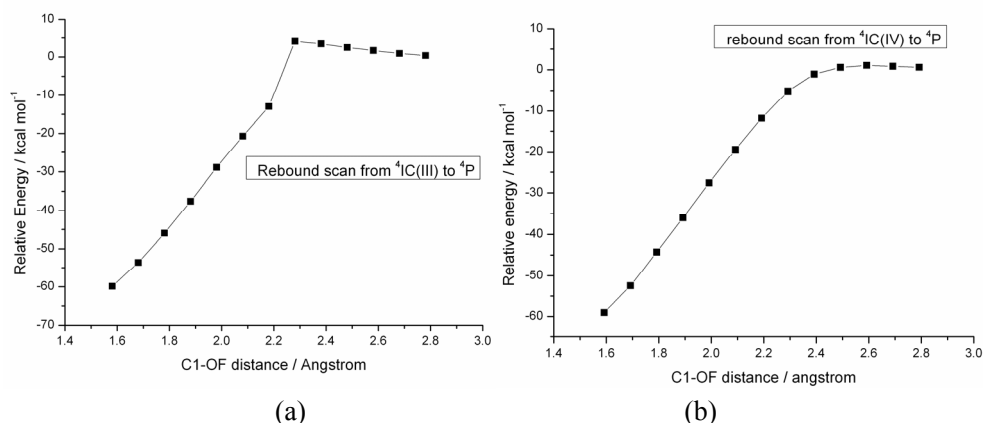 10
0
-10
-20
-30
-40
-50
-60
-70
Relative Energy / kcal mol⁻¹
Rebound scan from ⁴IC(III) to ⁴P
1.4 1.6 1.8 2.0 2.2 2.4 2.6 2.8 3.0
C1-OF distance / Angstrom
(a)
10
0
-10
-20
-30
-40
-50
-60
Relative energy / kcal mol⁻¹
rebound scan from ⁴IC(IV) to ⁴P
1.4 1.6 1.8 2.0 2.2 2.4 2.6 2.8 3.0
C1-OF distance / angstrom
(b)